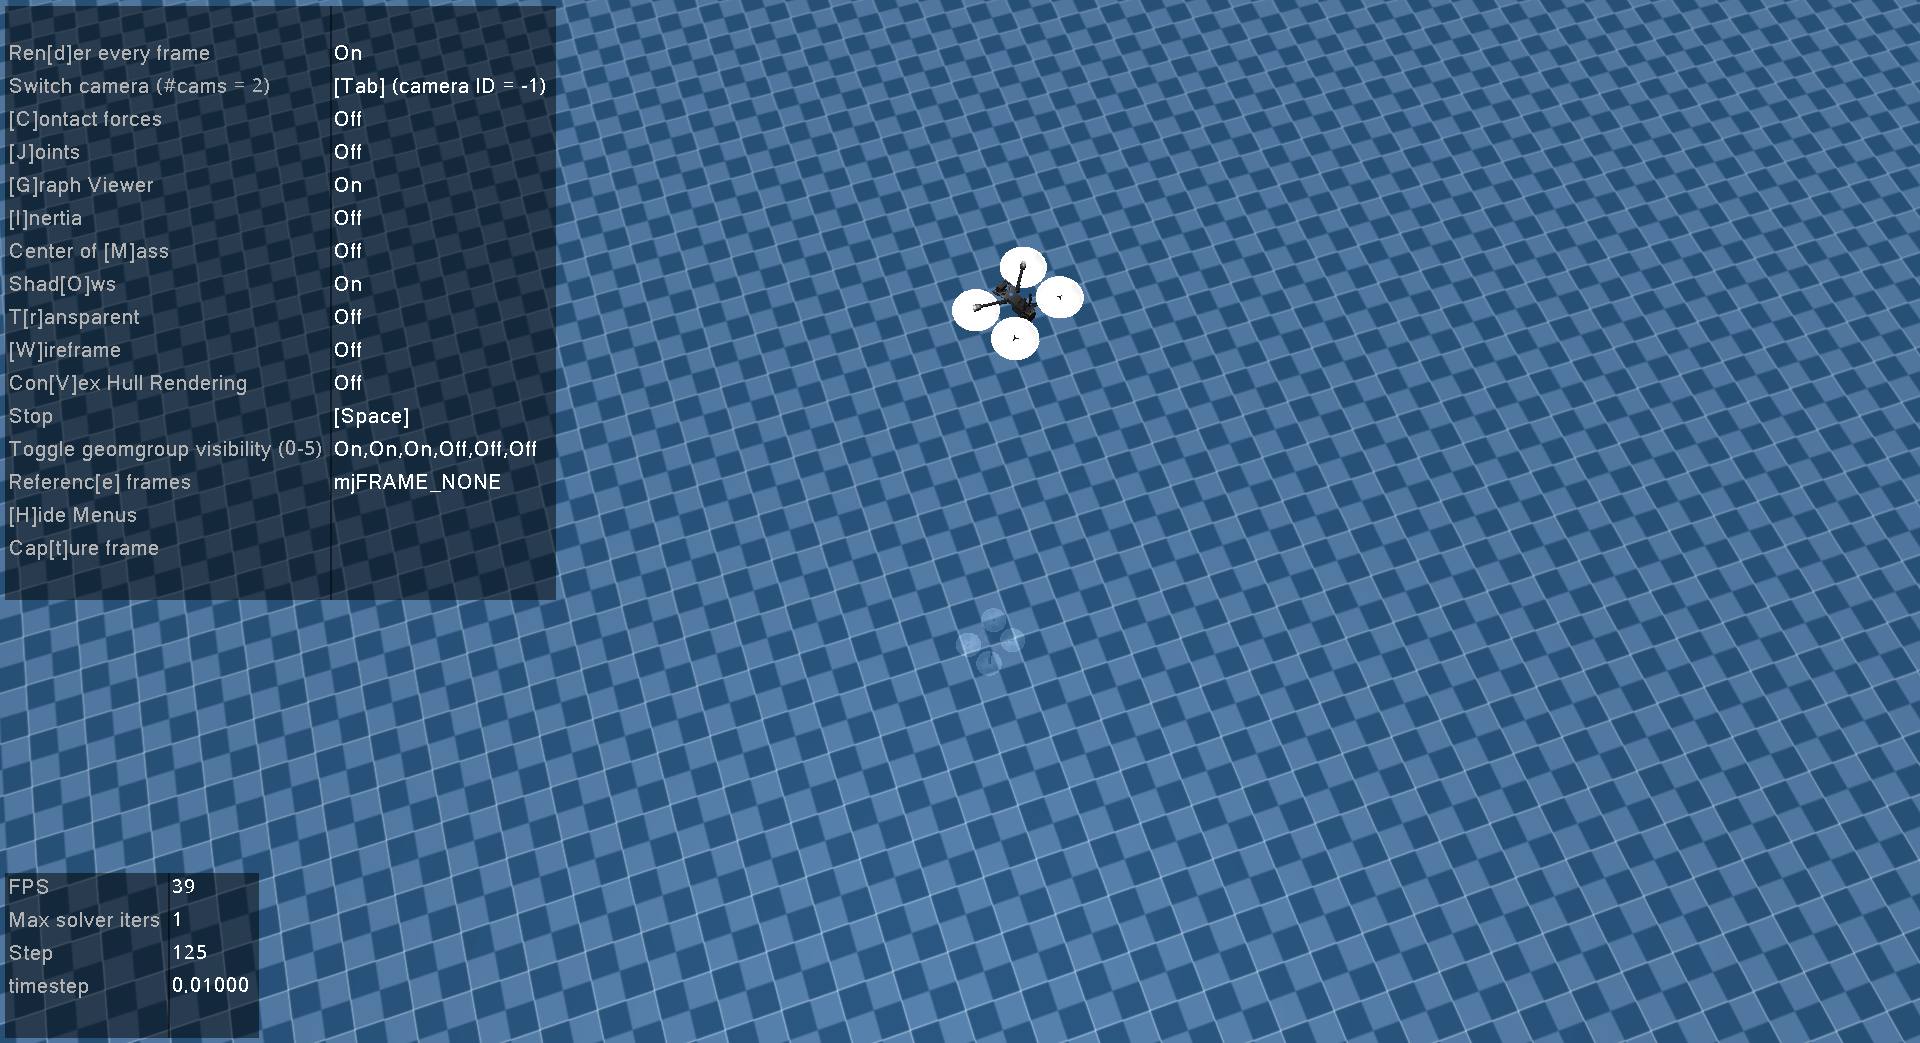 Ren[d]er every frame On
Switch camera (#cams = 2) [Tab] (camera ID = -1)
[C]ontact forces Off
[J]oints Off
[G]raph Viewer On
[I]nertia Off
Center of [M]ass Off
Shad[O]ws On
T[r]ansparent Off
[W]ireframe Off
Con[V]ex Hull Rendering Off
Stop [Space]
Toggle geomgroup visibility (0-5) On,On,On,Off,Off,Off
Referenc[e] frames mjFRAME_NONE
[H]ide Menus
Cap[t]ure frame
FPS 39
Max solver iters 1
Step 125
timestep 0.01000